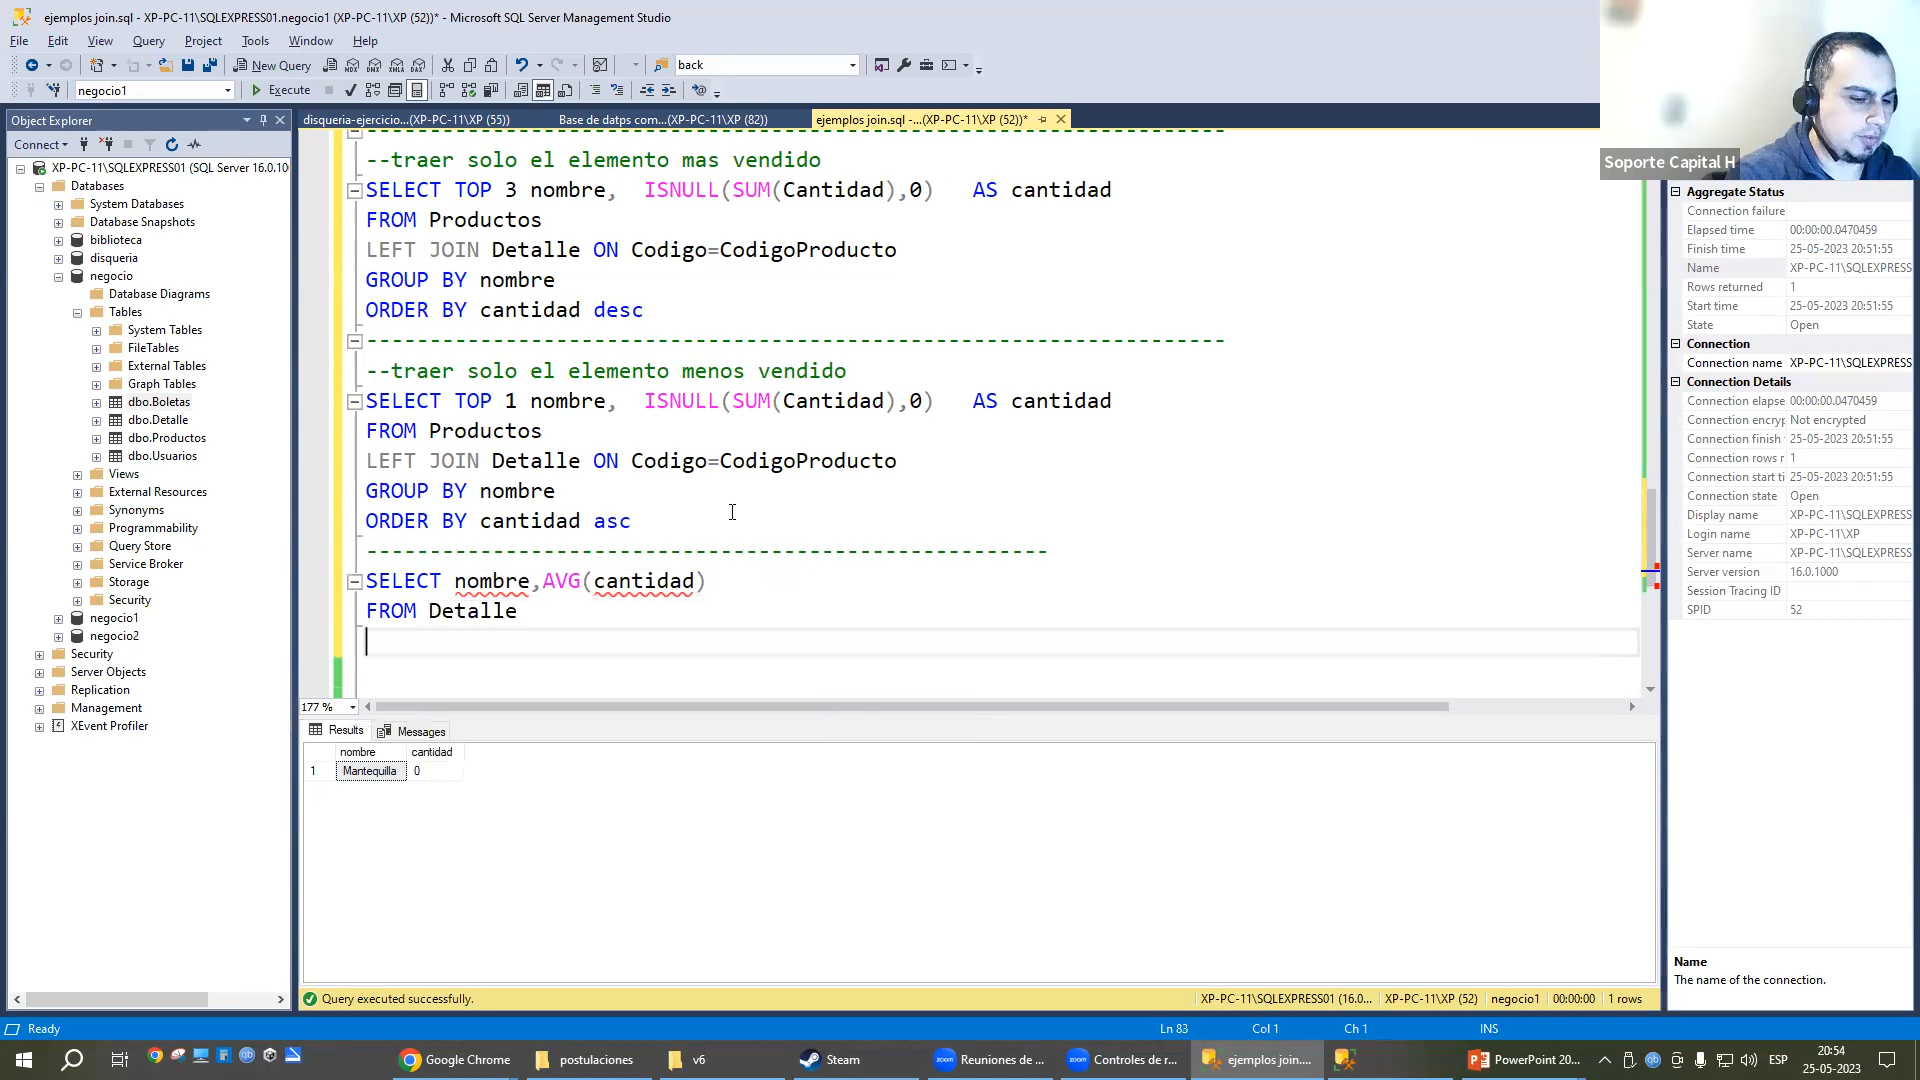 ejemplos join.sql - XP-PC-11\SQLEXPRESS01.negocio1 (XP-PC-11\XP (52))* - Microsoft SQL Server Management Studio
File Edit View Query Project Tools Window Help
New Query back
negocio1 Execute
Object Explorer
Connect
XP-PC-11\SQLEXPRESS01 (SQL Server 16.0.10
Databases
System Databases
Database Snapshots
biblioteca
disqueria
negocio
Database Diagrams
Tables
System Tables
FileTables
External Tables
Graph Tables
dbo.Boletas
dbo.Detalle
dbo.Productos
dbo.Usuarios
Views
External Resources
Synonyms
Programmability
Query Store
Service Broker
Storage
Security
negocio1
negocio2
Security
Server Objects
Replication
Management
XEvent Profiler
disqueria-ejercicio...(XP-PC-11\XP (55)) Base de datps com...(XP-PC-11\XP (82)) ejemplos join.sql -...(XP-PC-11\XP (52))*
--traer solo el elemento mas vendido
SELECT TOP 3 nombre, ISNULL(SUM(Cantidad),0) AS cantidad
FROM Productos
LEFT JOIN Detalle ON Codigo=CodigoProducto
GROUP BY nombre
ORDER BY cantidad desc
--------------------------------------------------------------------
--traer solo el elemento menos vendido
SELECT TOP 1 nombre, ISNULL(SUM(Cantidad),0) AS cantidad
FROM Productos
LEFT JOIN Detalle ON Codigo=CodigoProducto
GROUP BY nombre
ORDER BY cantidad asc
------------------------------------------------------
SELECT nombre,AVG(cantidad)
FROM Detalle
177 %
Results Messages
nombre cantidad
1 Mantequilla 0
Query executed successfully. XP-PC-11\SQLEXPRESS01 (16.0... XP-PC-11\XP (52) negocio1 00:00:00 1 rows
Soporte Capital H
Aggregate Status
Connection failure
Elapsed time 00:00:00.0470459
Finish time 25-05-2023 20:51:55
Name XP-PC-11\SQLEXPRESS
Rows returned 1
Start time 25-05-2023 20:51:55
State Open
Connection
Connection name XP-PC-11\SQLEXPRESS
Connection Details
Connection elapse 00:00:00.0470459
Connection encryp Not encrypted
Connection finish 25-05-2023 20:51:55
Connection rows r 1
Connection start ti 25-05-2023 20:51:55
Connection state Open
Display name XP-PC-11\SQLEXPRESS
Login name XP-PC-11\XP
Server name XP-PC-11\SQLEXPRESS
Server version 16.0.1000
Session Tracing ID
SPID 52
Name
The name of the connection.
Ready Ln 83 Col 1 Ch 1 INS
Google Chrome postulaciones v6 Steam Reuniones de ... Controles de r... ejemplos join.... PowerPoint 20... ESP 20:54
25-05-2023